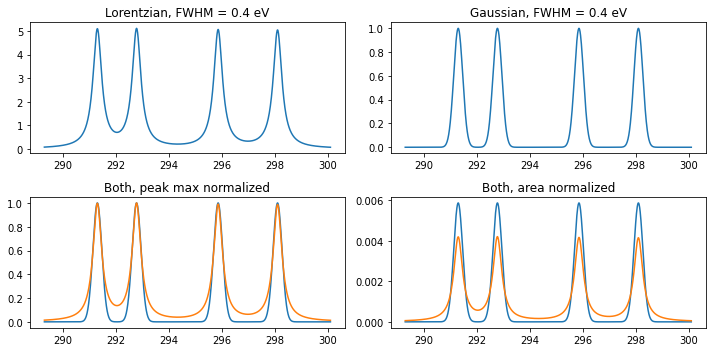 Lorentzian, FWHM = 0.4 eV
5
4
3
2
1
0
290 292 294 296 298 300
Gaussian, FWHM = 0.4 eV
1.0
0.8
0.6
0.4
0.2
0.0
290 292 294 296 298 300
Both, peak max normalized
1.0
0.8
0.6
0.4
0.2
0.0
290 292 294 296 298 300
Both, area normalized
0.006
0.004
0.002
0.000
290 292 294 296 298 300